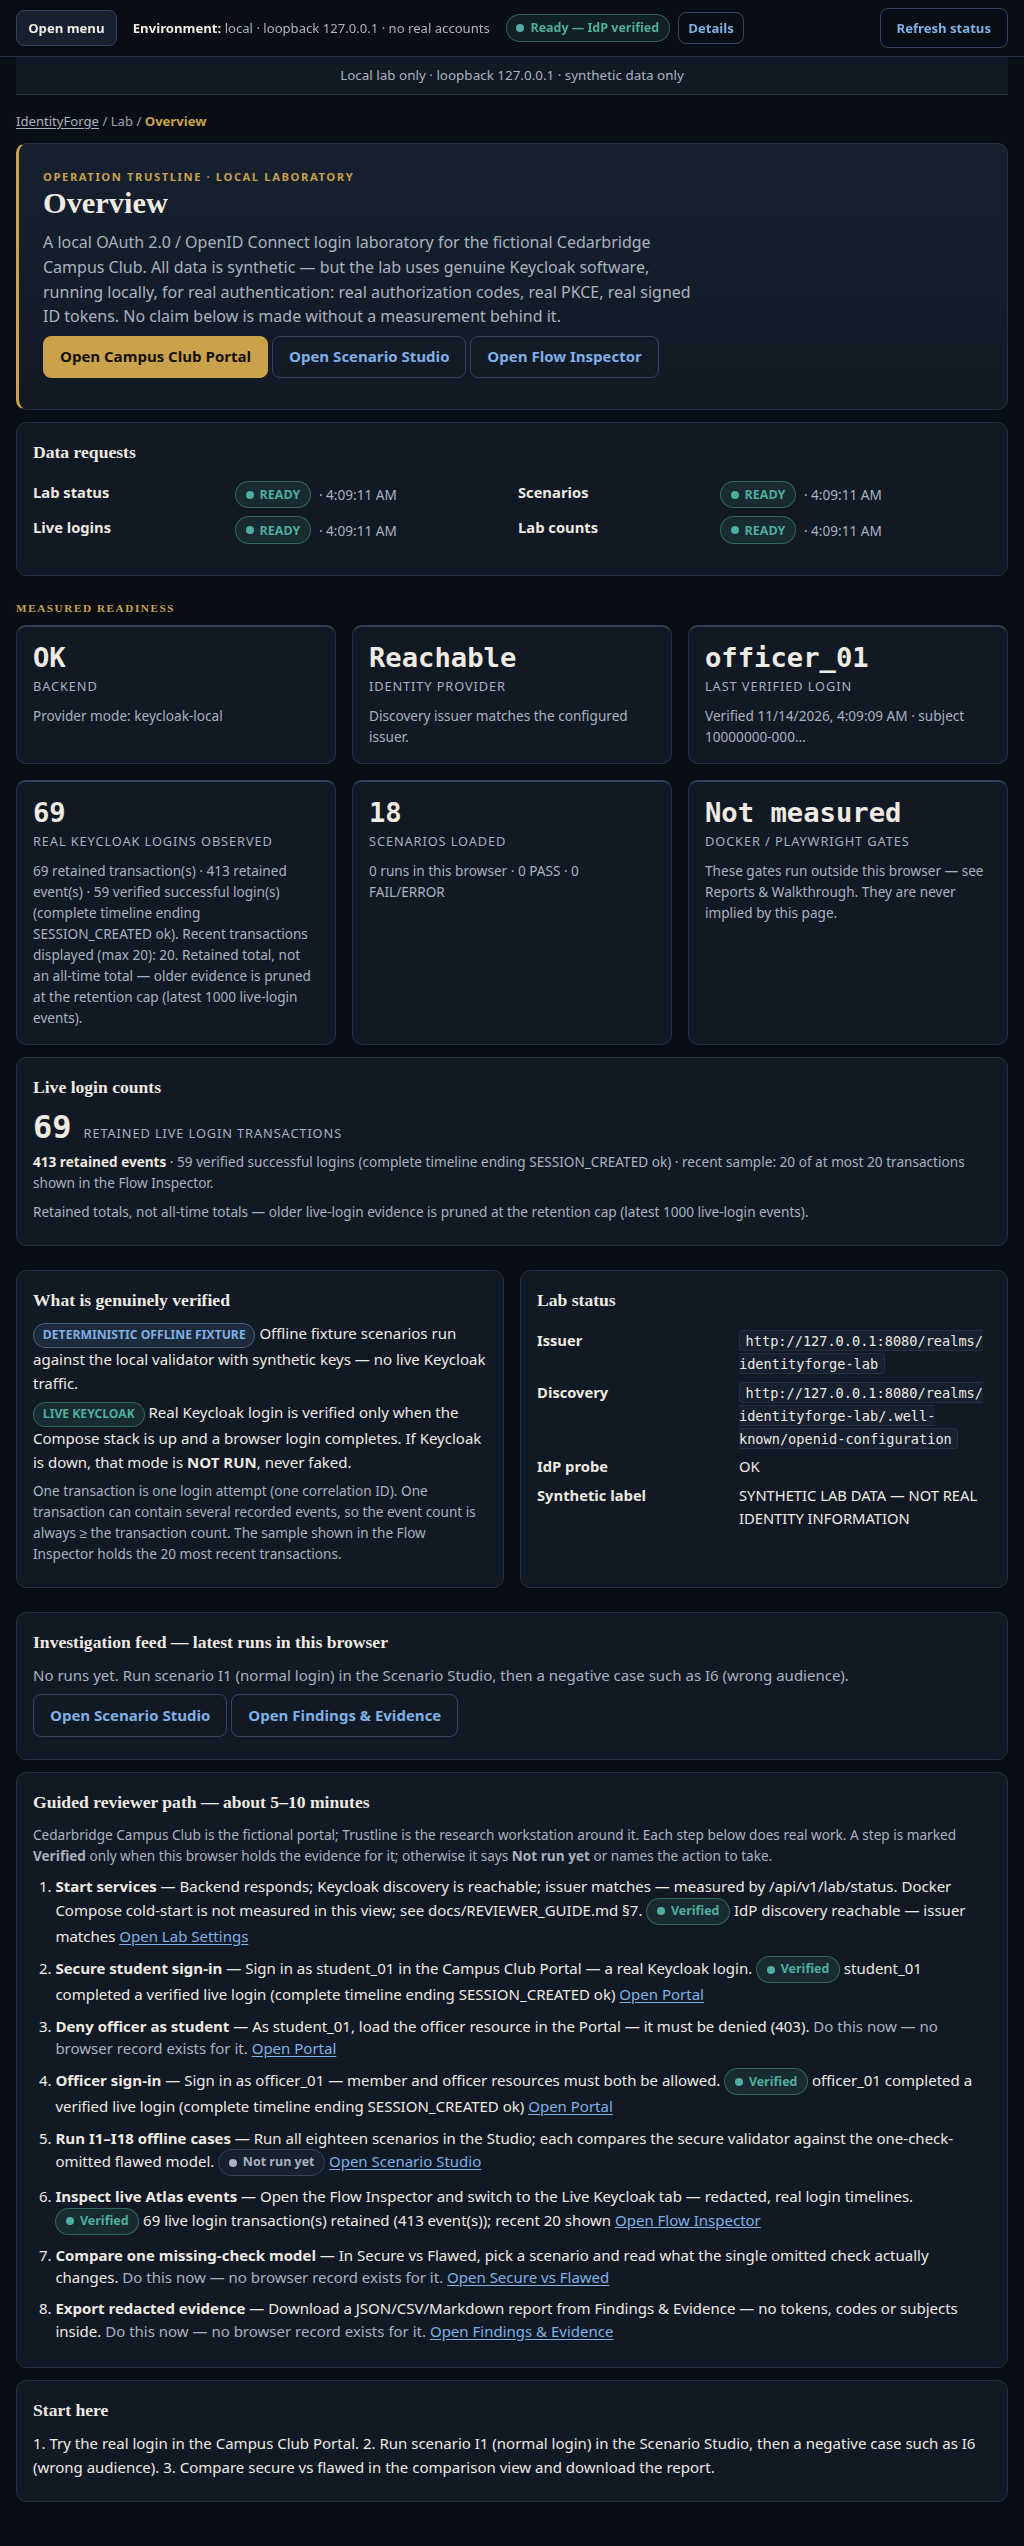 Open menu
Environment: local · loopback 127.0.0.1 · no real accounts
Ready — IdP verified
Details
Refresh status
Local lab only · loopback 127.0.0.1 · synthetic data only
IdentityForge / Lab / Overview
OPERATION TRUSTLINE · LOCAL LABORATORY
Overview
A local OAuth 2.0 / OpenID Connect login laboratory for the fictional Cedarbridge
Campus Club. All data is synthetic — but the lab uses genuine Keycloak software,
running locally, for real authentication: real authorization codes, real PKCE, real signed
ID tokens. No claim below is made without a measurement behind it.
Open Campus Club Portal
Open Scenario Studio
Open Flow Inspector
Data requests
Lab status
READY · 4:09:11 AM
Scenarios
READY · 4:09:11 AM
Live logins
READY · 4:09:11 AM
Lab counts
READY · 4:09:11 AM
MEASURED READINESS
OK
BACKEND
Provider mode: keycloak-local
Reachable
IDENTITY PROVIDER
Discovery issuer matches the configured
issuer.
officer_01
LAST VERIFIED LOGIN
Verified 11/14/2026, 4:09:09 AM · subject
10000000-000…
69
REAL KEYCLOAK LOGINS OBSERVED
69 retained transaction(s) · 413 retained
event(s) · 59 verified successful login(s)
(complete timeline ending
SESSION_CREATED ok). Recent transactions
displayed (max 20): 20. Retained total, not
an all-time total — older evidence is pruned
at the retention cap (latest 1000 live-login
events).
18
SCENARIOS LOADED
0 runs in this browser · 0 PASS · 0
FAIL/ERROR
Not measured
DOCKER / PLAYWRIGHT GATES
These gates run outside this browser — see
Reports & Walkthrough. They are never
implied by this page.
Live login counts
69 RETAINED LIVE LOGIN TRANSACTIONS
413 retained events · 59 verified successful logins (complete timeline ending SESSION_CREATED ok) · recent sample: 20 of at most 20 transactions
shown in the Flow Inspector.
Retained totals, not all-time totals — older live-login evidence is pruned at the retention cap (latest 1000 live-login events).
What is genuinely verified
DETERMINISTIC OFFLINE FIXTURE Offline fixture scenarios run
against the local validator with synthetic keys — no live Keycloak
traffic.
LIVE KEYCLOAK Real Keycloak login is verified only when the
Compose stack is up and a browser login completes. If Keycloak
is down, that mode is NOT RUN, never faked.
One transaction is one login attempt (one correlation ID). One
transaction can contain several recorded events, so the event count is
always ≥ the transaction count. The sample shown in the Flow
Inspector holds the 20 most recent transactions.
Lab status
Issuer
http://127.0.0.1:8080/realms/
identityforge-lab
Discovery
http://127.0.0.1:8080/realms/
identityforge-lab/.well-
known/openid-configuration
IdP probe
OK
Synthetic label
SYNTHETIC LAB DATA — NOT REAL
IDENTITY INFORMATION
Investigation feed — latest runs in this browser
No runs yet. Run scenario I1 (normal login) in the Scenario Studio, then a negative case such as I6 (wrong audience).
Open Scenario Studio
Open Findings & Evidence
Guided reviewer path — about 5–10 minutes
Cedarbridge Campus Club is the fictional portal; Trustline is the research workstation around it. Each step below does real work. A step is marked
Verified only when this browser holds the evidence for it; otherwise it says Not run yet or names the action to take.
1. Start services — Backend responds; Keycloak discovery is reachable; issuer matches — measured by /api/v1/lab/status. Docker
Compose cold-start is not measured in this view; see docs/REVIEWER_GUIDE.md §7. Verified IdP discovery reachable — issuer
matches Open Lab Settings
2. Secure student sign-in — Sign in as student_01 in the Campus Club Portal — a real Keycloak login. Verified student_01
completed a verified live login (complete timeline ending SESSION_CREATED ok) Open Portal
3. Deny officer as student — As student_01, load the officer resource in the Portal — it must be denied (403). Do this now — no
browser record exists for it. Open Portal
4. Officer sign-in — Sign in as officer_01 — member and officer resources must both be allowed. Verified officer_01 completed a
verified live login (complete timeline ending SESSION_CREATED ok) Open Portal
5. Run I1–I18 offline cases — Run all eighteen scenarios in the Studio; each compares the secure validator against the one-check-
omitted flawed model. Not run yet Open Scenario Studio
6. Inspect live Atlas events — Open the Flow Inspector and switch to the Live Keycloak tab — redacted, real login timelines.
Verified 69 live login transaction(s) retained (413 event(s)); recent 20 shown Open Flow Inspector
7. Compare one missing-check model — In Secure vs Flawed, pick a scenario and read what the single omitted check actually
changes. Do this now — no browser record exists for it. Open Secure vs Flawed
8. Export redacted evidence — Download a JSON/CSV/Markdown report from Findings & Evidence — no tokens, codes or subjects
inside. Do this now — no browser record exists for it. Open Findings & Evidence
Start here
1. Try the real login in the Campus Club Portal. 2. Run scenario I1 (normal login) in the Scenario Studio, then a negative case such as I6
(wrong audience). 3. Compare secure vs flawed in the comparison view and download the report.